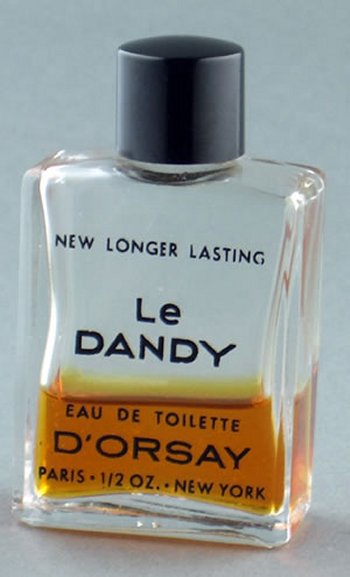 NEW LONGER LASTING
Le
DANDY
EAU DE TOILETTE
D'ORSAY
PARIS • 1/2 OZ. • NEW YORK